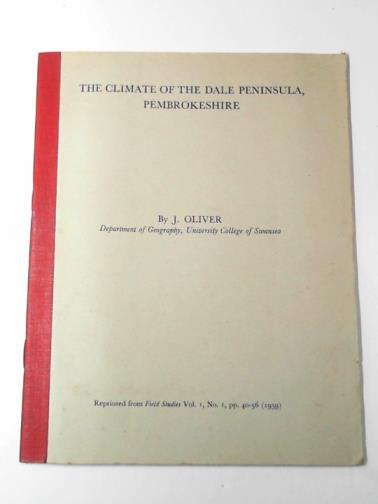 THE CLIMATE OF THE DALE PENINSULA,
PEMBROKESHIRE
By J. OLIVER
Department of Geography, University College of Swansea
Reprinted from Field Studies Vol. 1, No. 1, pp. 40-56 (1959)